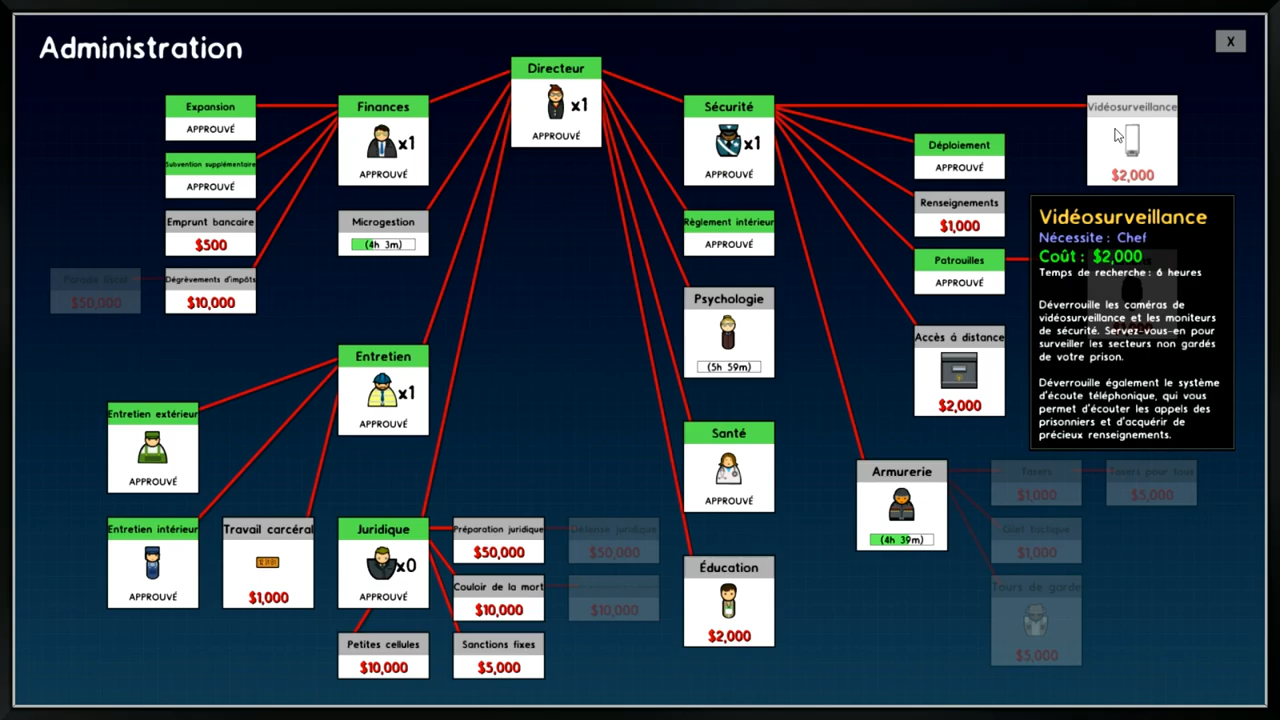 Administration
X
Directeur
x1
APPROUVÉ
Expansion
APPROUVÉ
Finances
x1
APPROUVÉ
Sécurité
x1
APPROUVÉ
Vidéosurveillance
$2,000
Subvention supplémentaire
APPROUVÉ
Déploiement
APPROUVÉ
Emprunt bancaire
$500
Microgestion
(4h 3m)
Règlement intérieur
APPROUVÉ
Renseignements
$1,000
Vidéosurveillance
Nécessite : Chef
Coût : $2,000
Temps de recherche : 6 heures
Déverrouille les caméras de
vidéosurveillance et les moniteurs
de sécurité. Servez-vous-en pour
surveiller les secteurs non gardés
de votre prison.
Déverrouille également le système
d'écoute téléphonique, qui vous
permet d'écouter les appels des
prisonniers et d'acquérir de
précieux renseignements.
Patrouilles
APPROUVÉ
Paradis fiscal
$50,000
Dégrèvements d'impôts
$10,000
Psychologie
(5h 59m)
Accès à distance
$2,000
Entretien
x1
APPROUVÉ
Entretien extérieur
APPROUVÉ
Santé
APPROUVÉ
Armurerie
(4h 39m)
Tasers
$1,000
Tasers pour tous
$5,000
Entretien intérieur
APPROUVÉ
Travail carcéral
$1,000
Juridique
x0
APPROUVÉ
Préparation juridique
$50,000
Défense juridique
$50,000
Gilet tactique
$1,000
Couloir de la mort
$10,000
$10,000
Éducation
$2,000
Tours de garde
$5,000
Petites cellules
$10,000
Sanctions fixes
$5,000